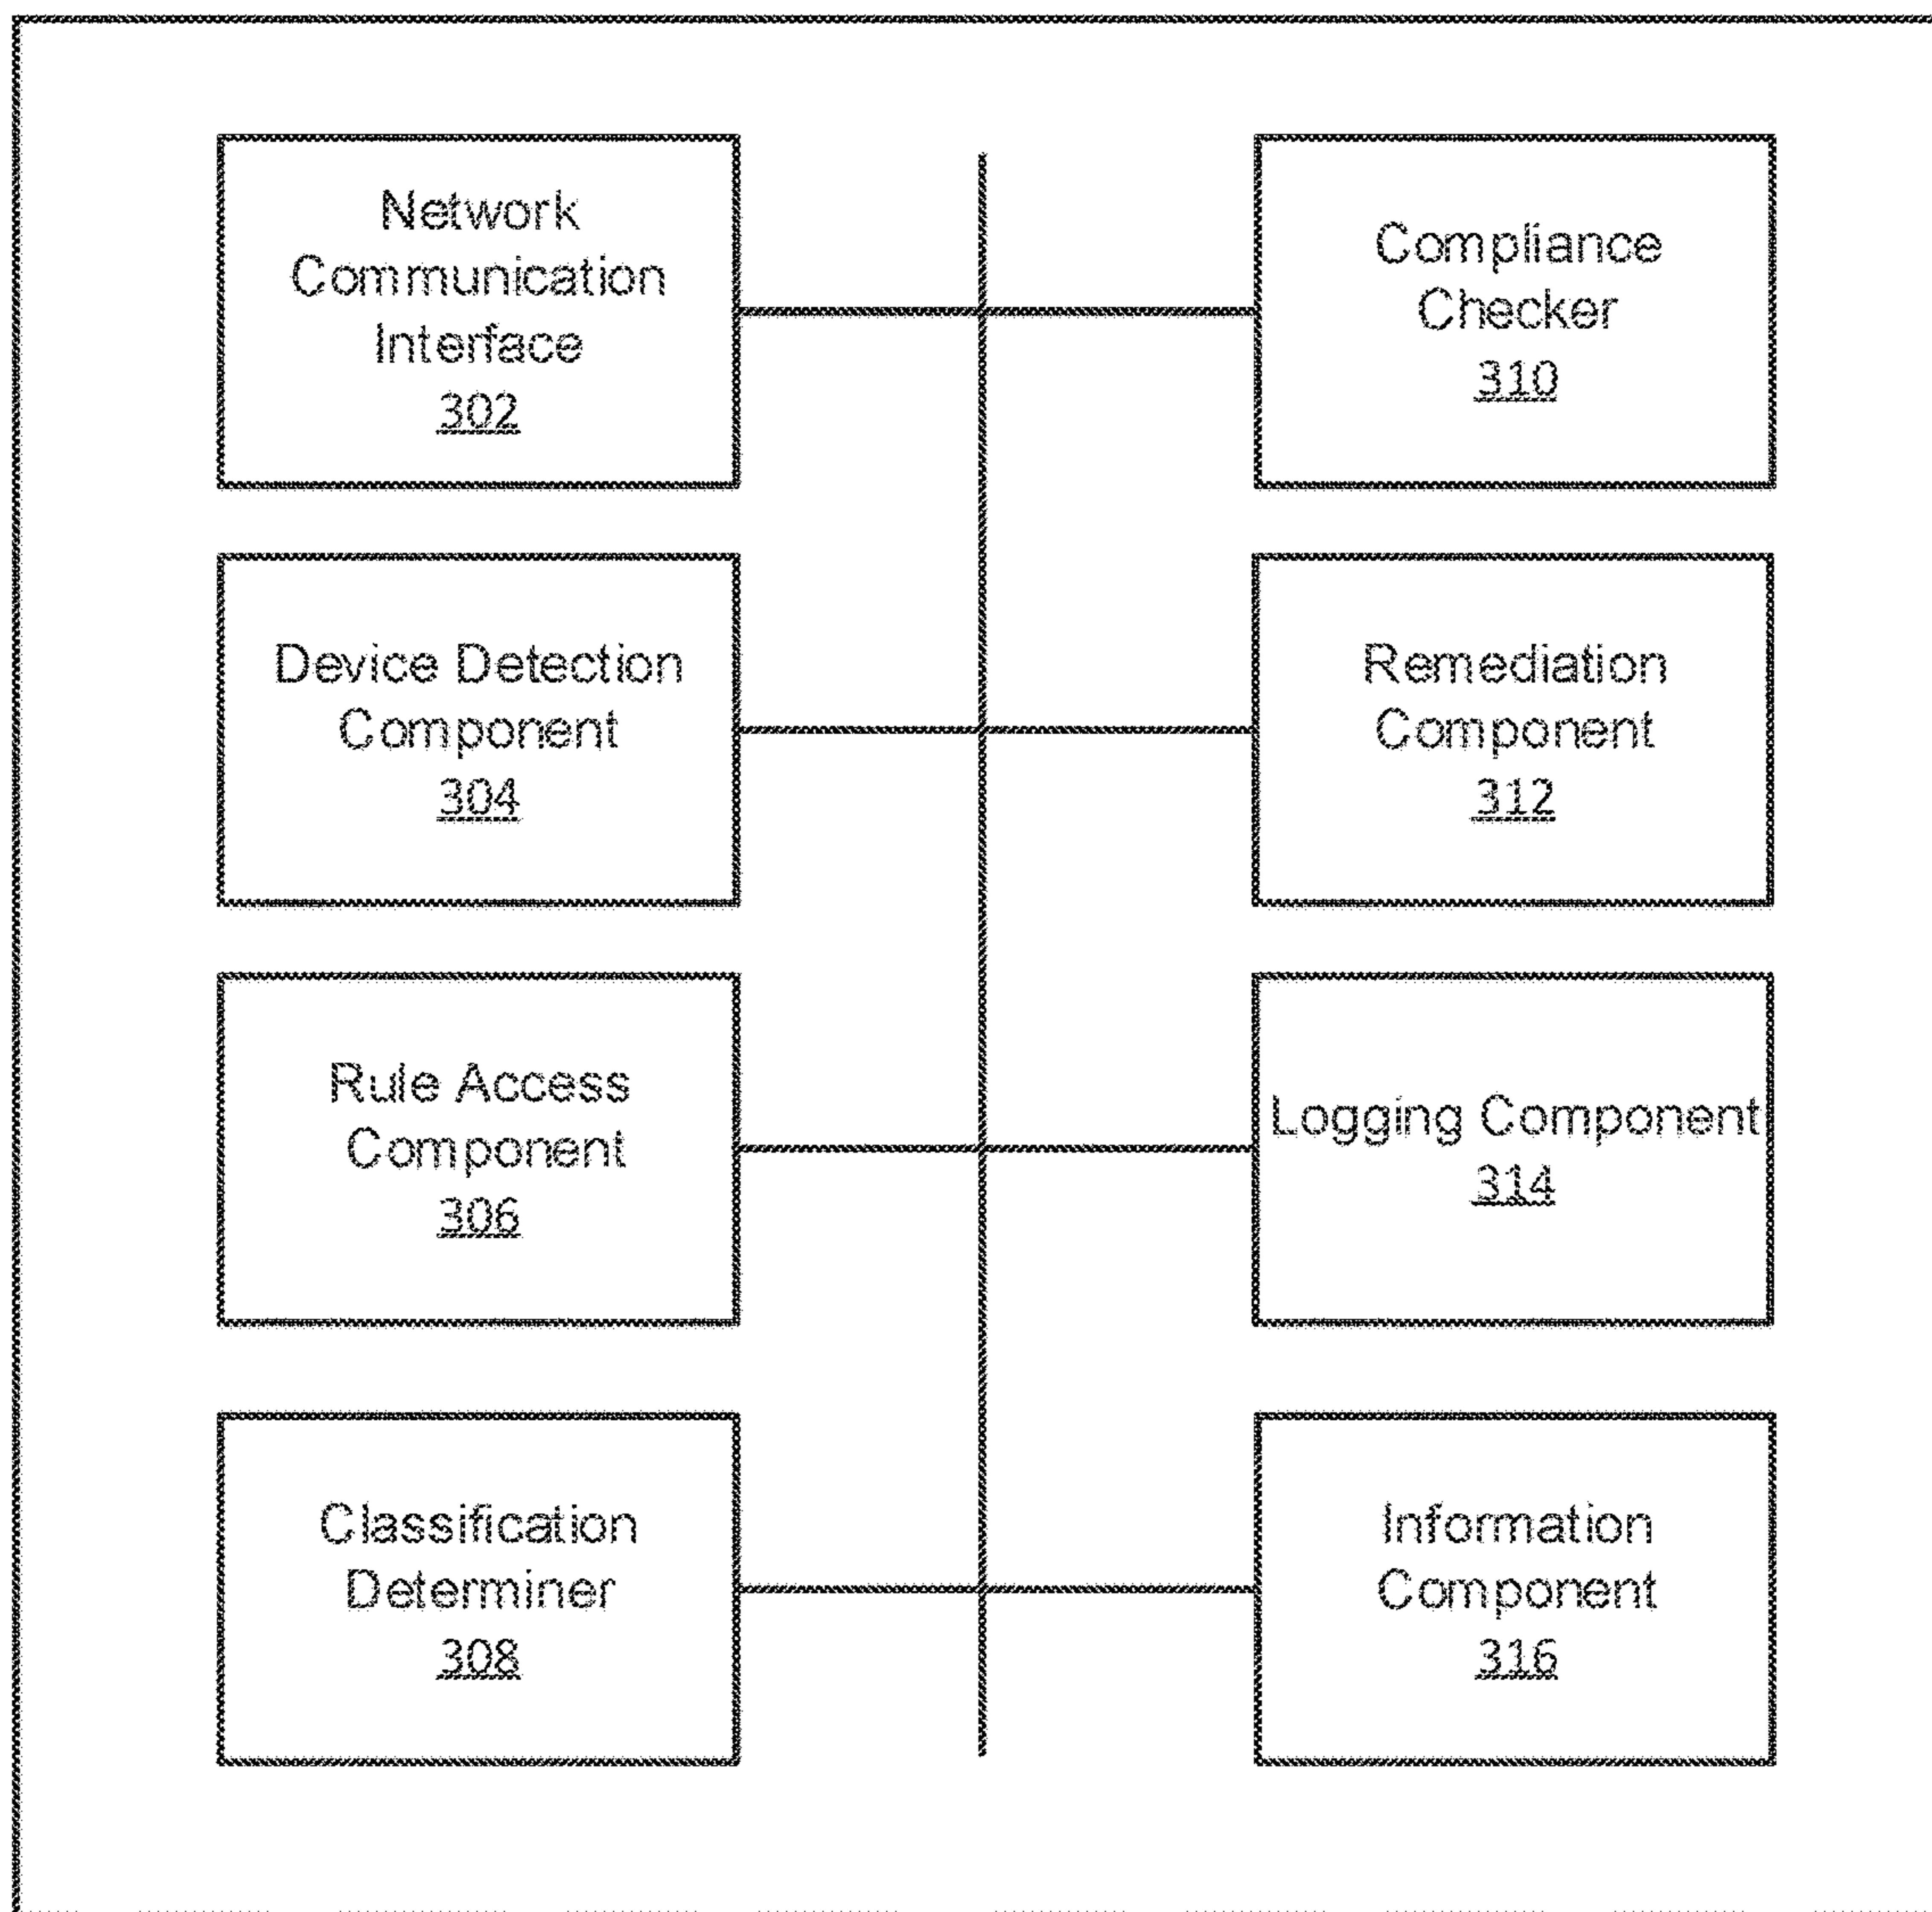 Network
Communication
Interface
302
Compliance
Checker
310
Device Detection
Component
304
Remediation
Component
312
Rule Access
Component
306
Logging Component
314
Classification
Determiner
308
Information
Component
316